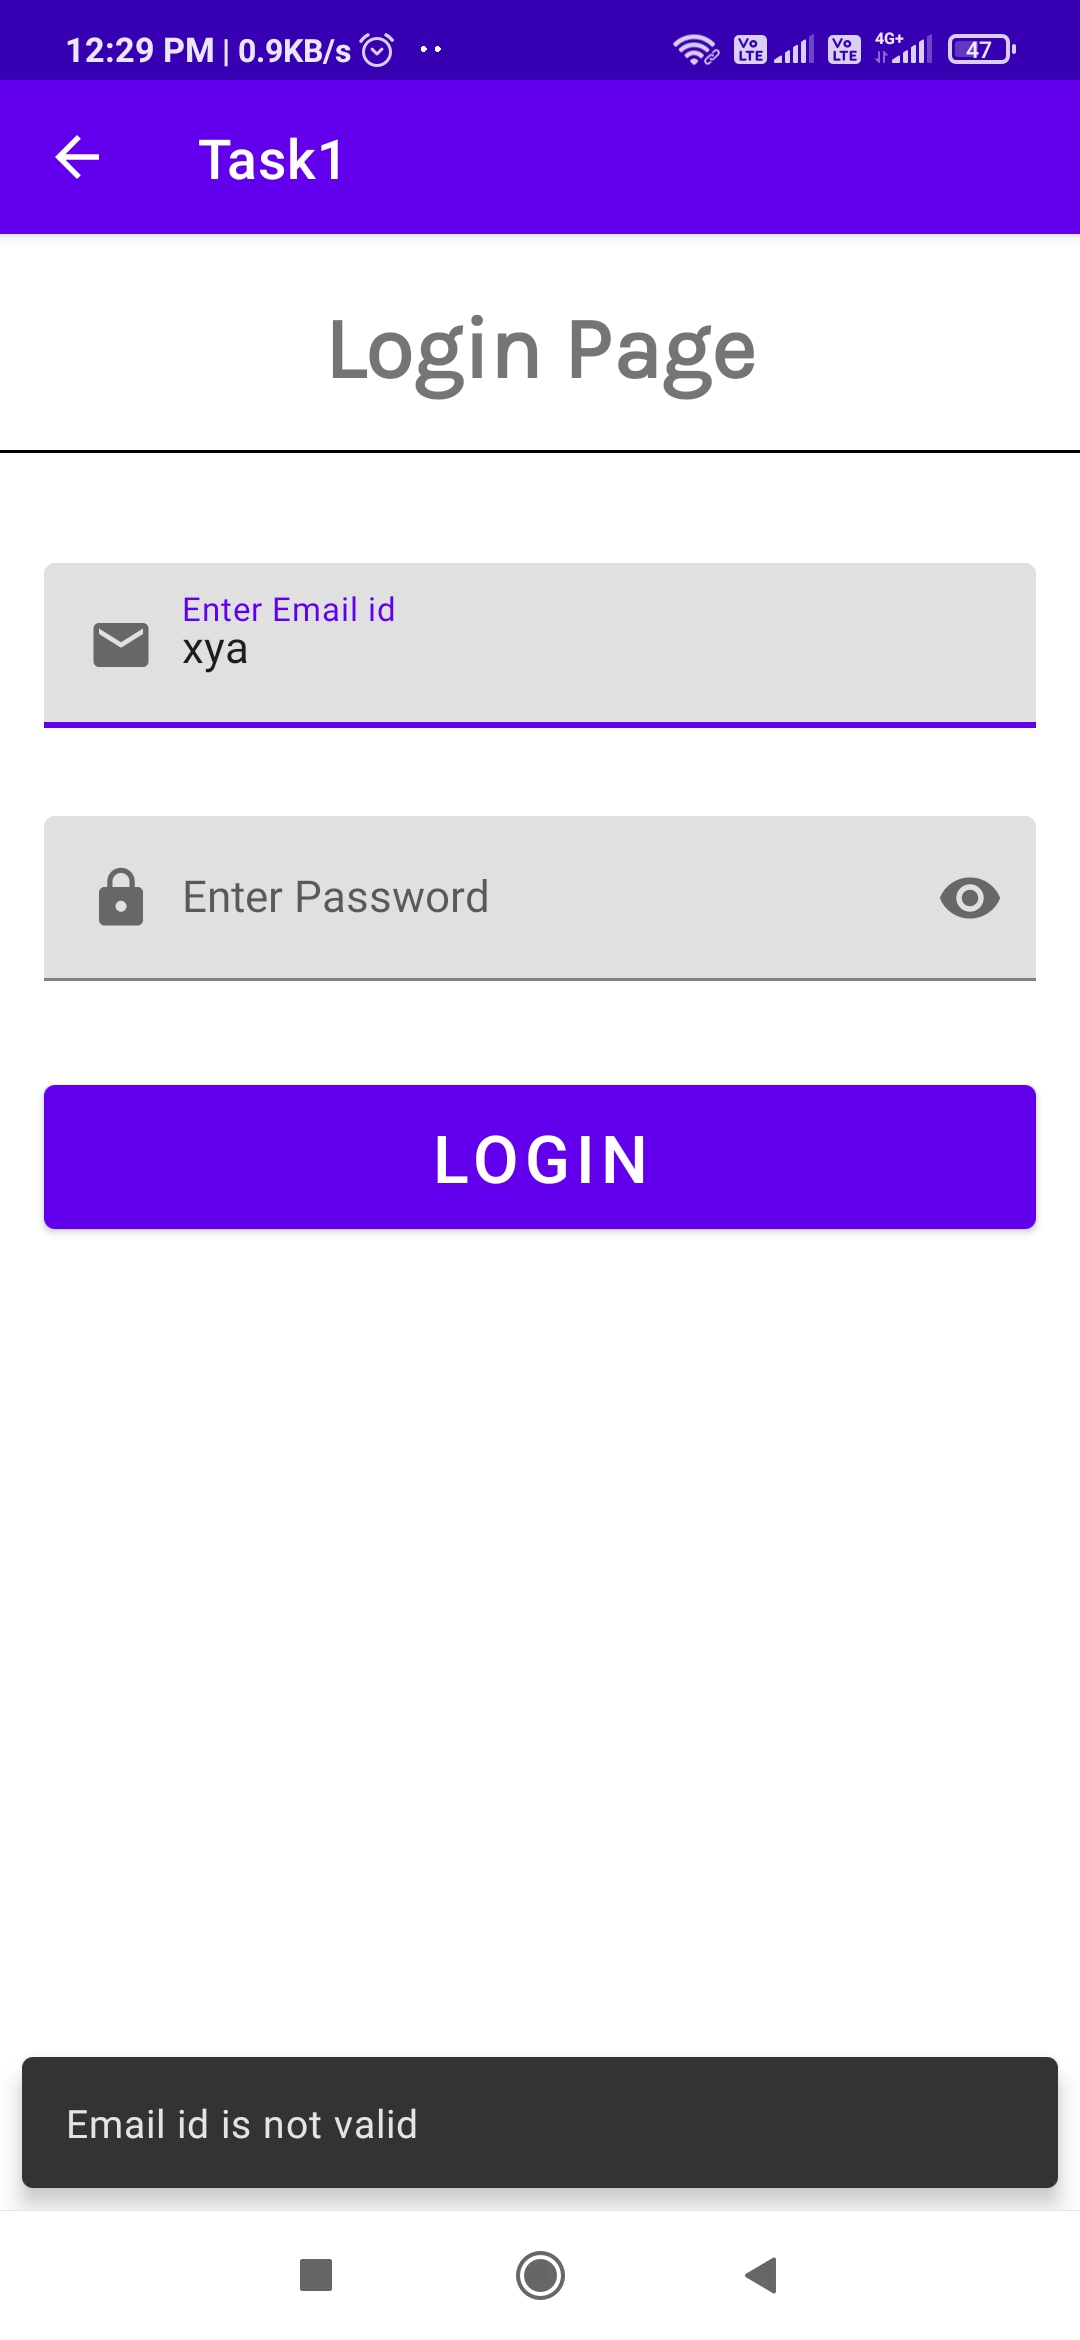 12:29 PM | 0.9KB/s
Vo LTE
Vo LTE
4G+
47
Task1
Login Page
Enter Email id
xya
Enter Password
LOGIN
Email id is not valid